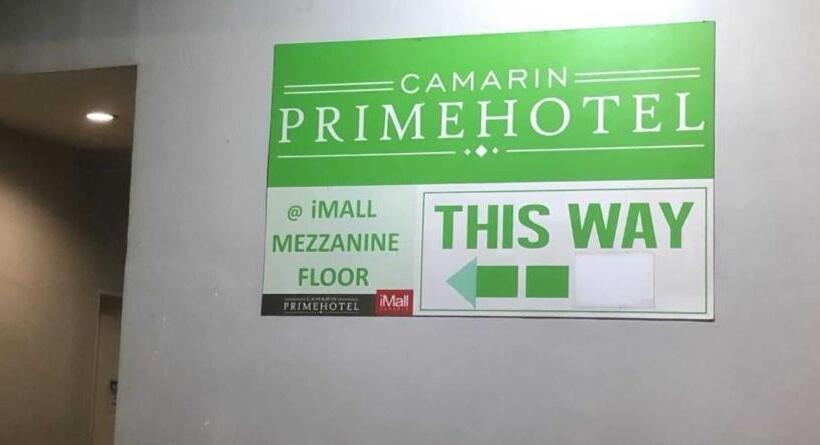 CAMARIN
PRIMEHOTEL
@ iMALL
MEZZANINE
FLOOR
THIS WAY
CAMARIN
PRIMEHOTEL
iMall